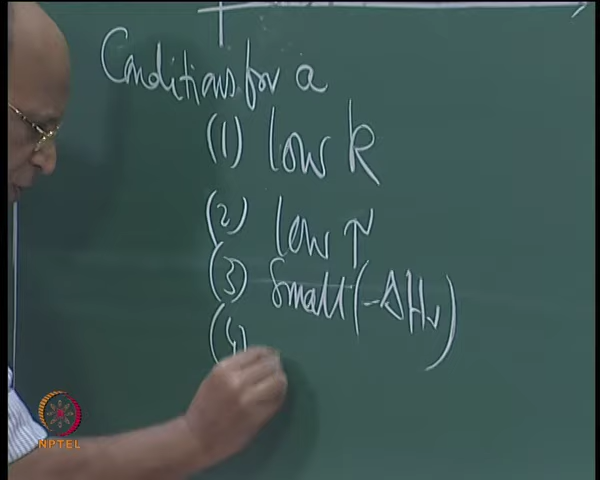 Conditions for a
(1) low k
(2) low τ
(3) Small (-ΔHr)
(4)
NPTEL